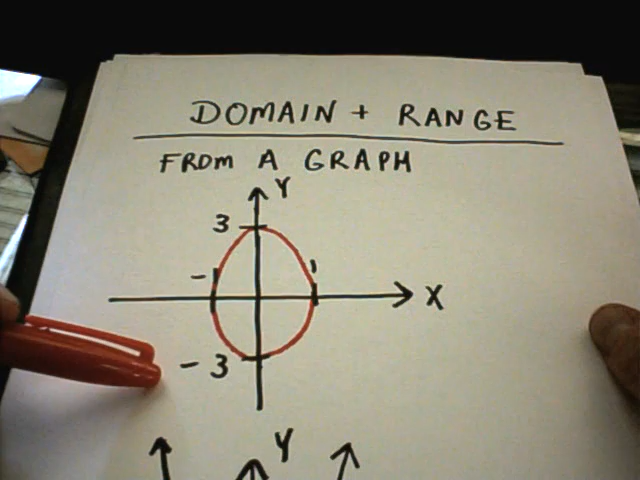 DOMAIN + RANGE
FROM A GRAPH
Y
3
-1 1
X
-3
Y